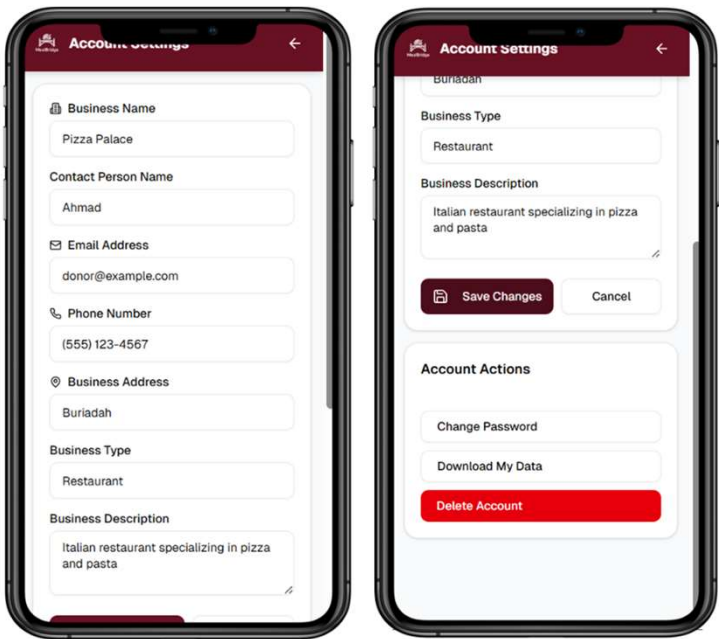 Account Settings
Business Name
Pizza Palace
Contact Person Name
Ahmad
Email Address
donor@example.com
Phone Number
(555) 123-4567
Business Address
Buriadah
Business Type
Restaurant
Business Description
Italian restaurant specializing in pizza
and pasta
Account Settings
Buriadah
Business Type
Restaurant
Business Description
Italian restaurant specializing in pizza
and pasta
Save Changes
Cancel
Account Actions
Change Password
Download My Data
Delete Account